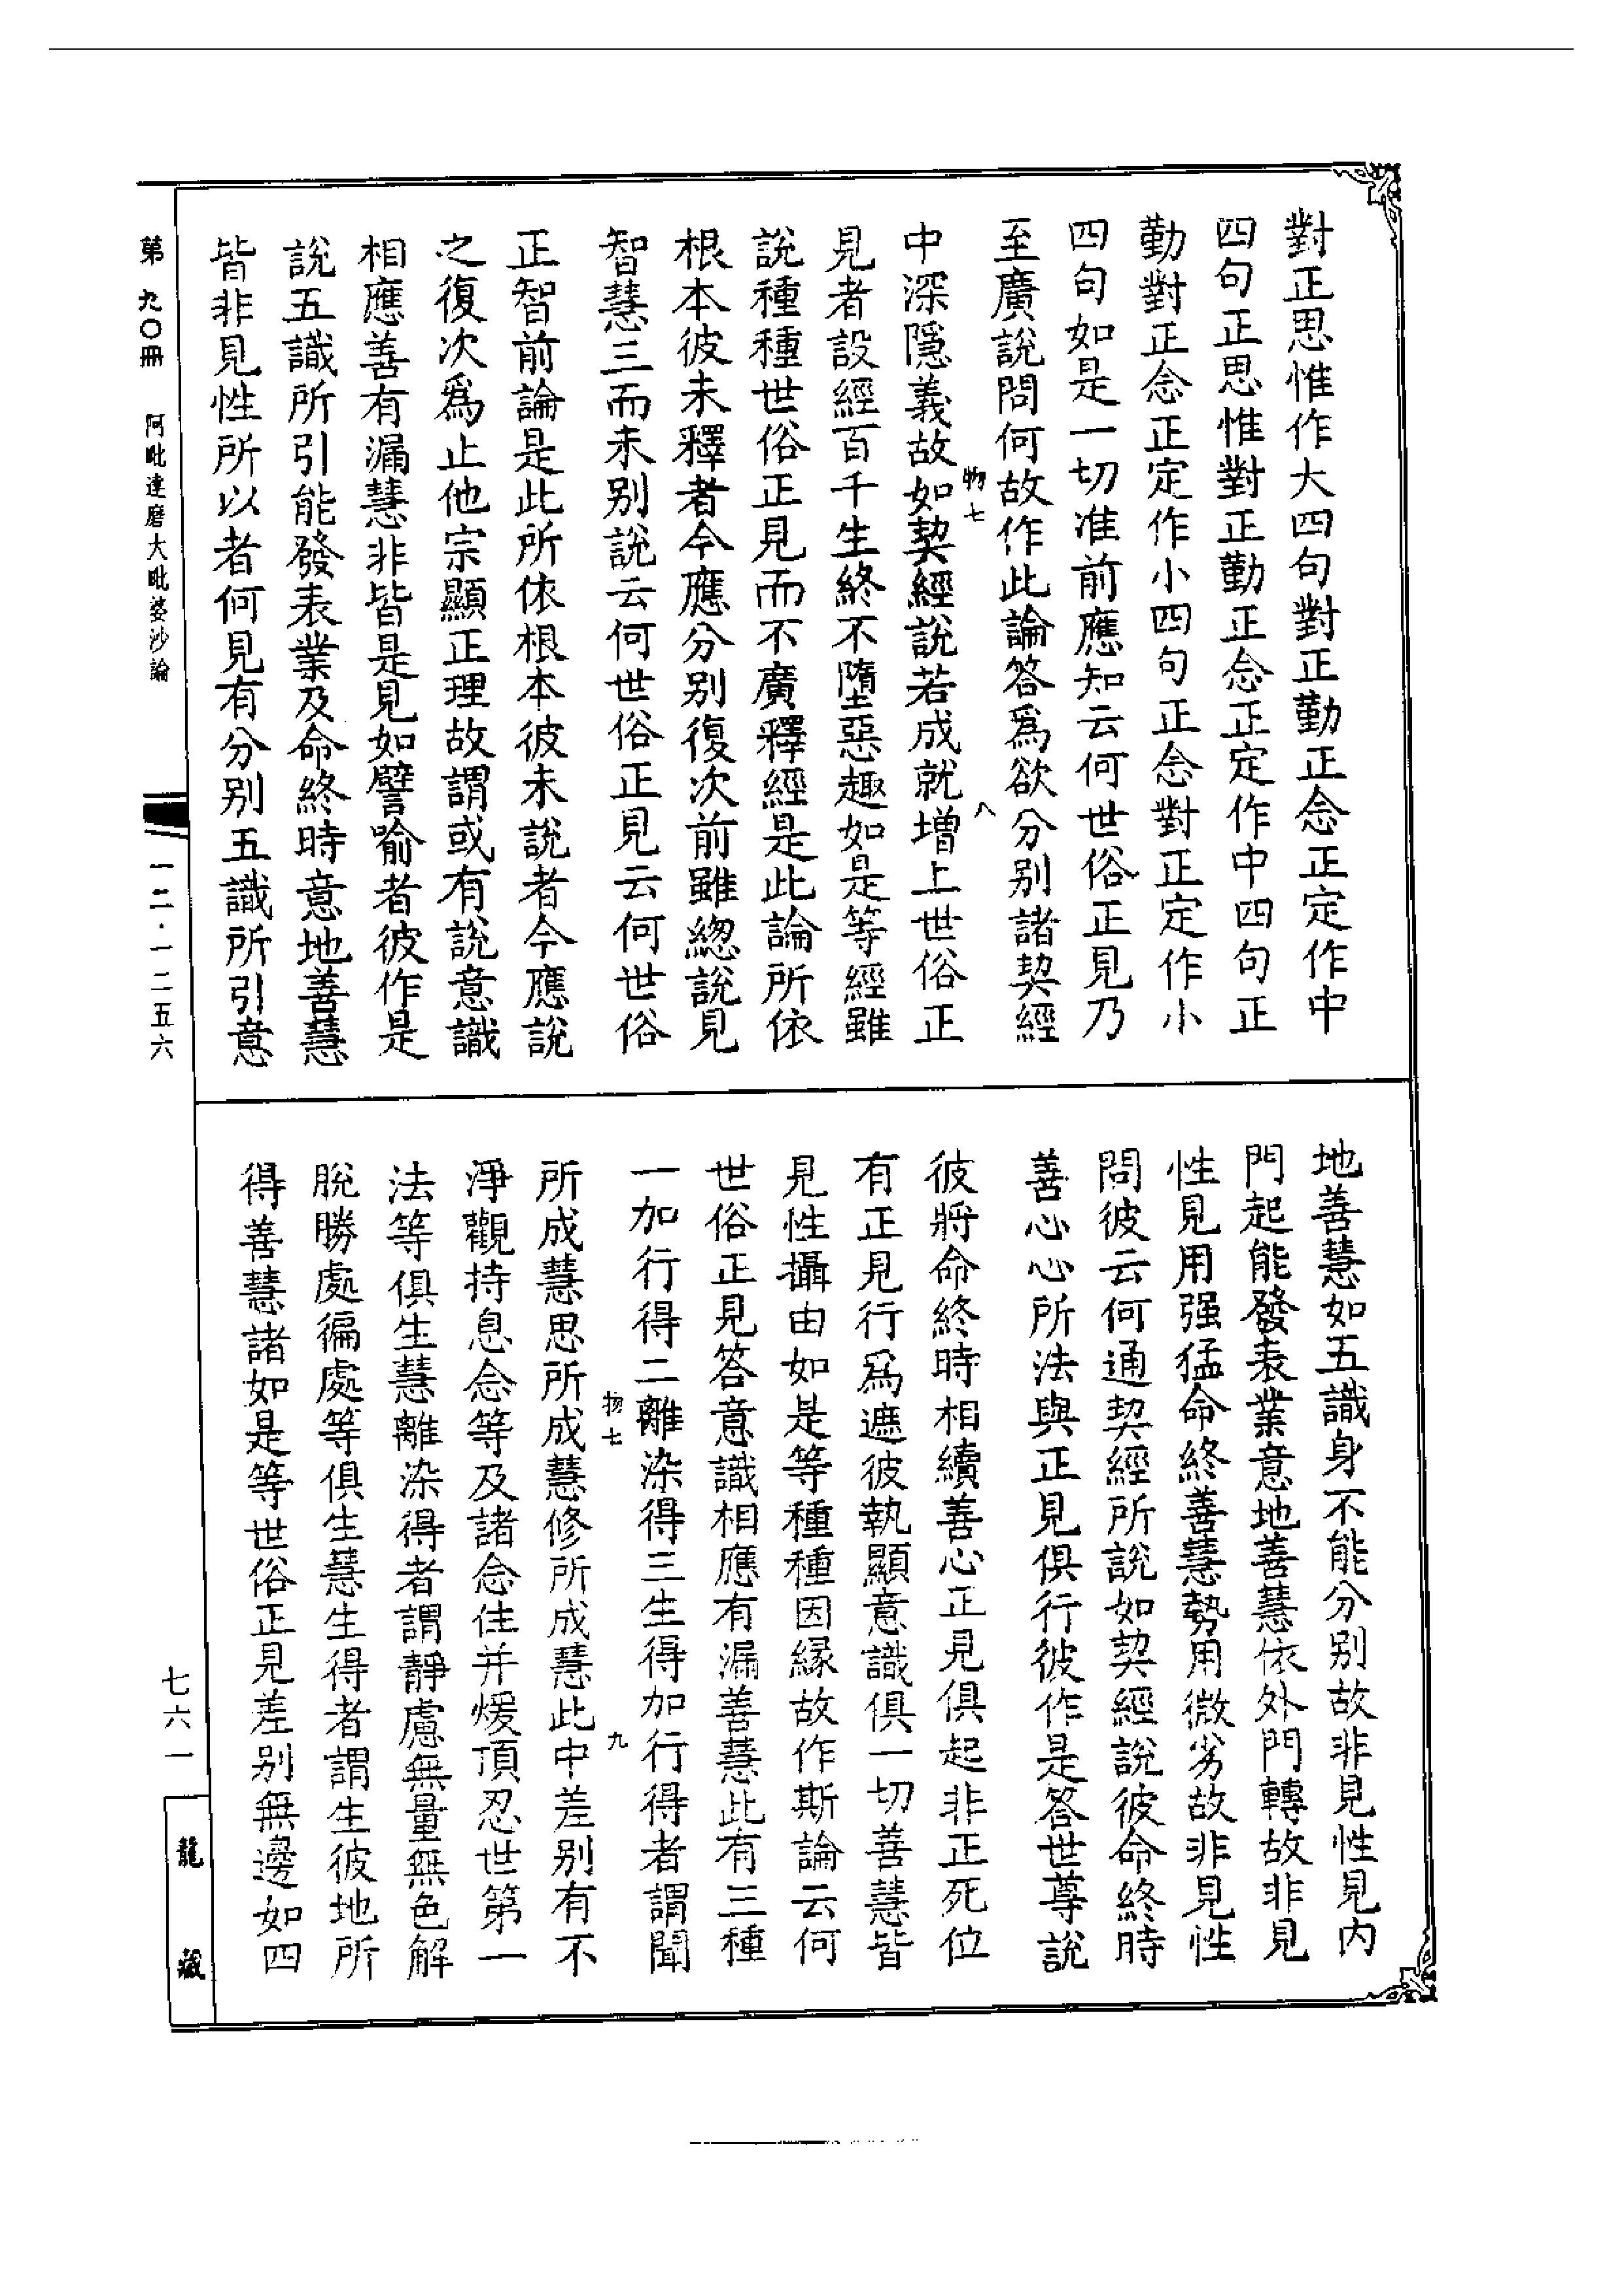 對正思惟作大四句對正勤正念正定作中
四句正思惟對正勤正念正定作中四句正
勤對正念正定作小四句正念對正定作小
四句如是一切准前應知云何世俗正見乃
至廣說問何故作此論答爲欲分別諸契經
物七
八
中深隱義故如契經說若成就增上世俗正
見者設經百千生終不墮惡趣如是等經雖
說種種世俗正見而不廣釋經是此論所依
根本彼未釋者今應分別復次前雖總說見
智慧三而未別說云何世俗正見云何世俗
正智前論是此所依根本彼未說者今應說
之復次爲止他宗顯正理故謂或有說意識
相應善有漏慧非皆是見如譬喻者彼作是
說五識所引能發表業及命終時意地善慧
皆非見性所以者何見有分別五識所引意
地善慧如五識身不能分別故非見性見內
門起能發表業意地善慧依外門轉故非見
性見用强猛命終善慧勢用微劣故非見性
問彼云何通契經所說如契經說彼命終時
善心心所法與正見俱行彼作是答世尊說
彼將命終時相續善心正見俱起非正死位
有正見行爲遮彼執顯意識俱一切善慧皆
見性攝由如是等種種因緣故作斯論云何
世俗正見答意識相應有漏善慧此有三種
一加行得二離染得三生得加行得者謂聞
物七
九
所成慧思所成慧修所成慧此中差別有不
淨觀持息念等及諸念住并煖頂忍世第一
法等俱生慧離染得者謂靜慮無量無色解
脫勝處徧處等俱生慧生得者謂生彼地所
得善慧諸如是等世俗正見差別無邊如四
第九〇冊 阿毗達磨大毗婆沙論
一二·一二五六
七六一
龍藏